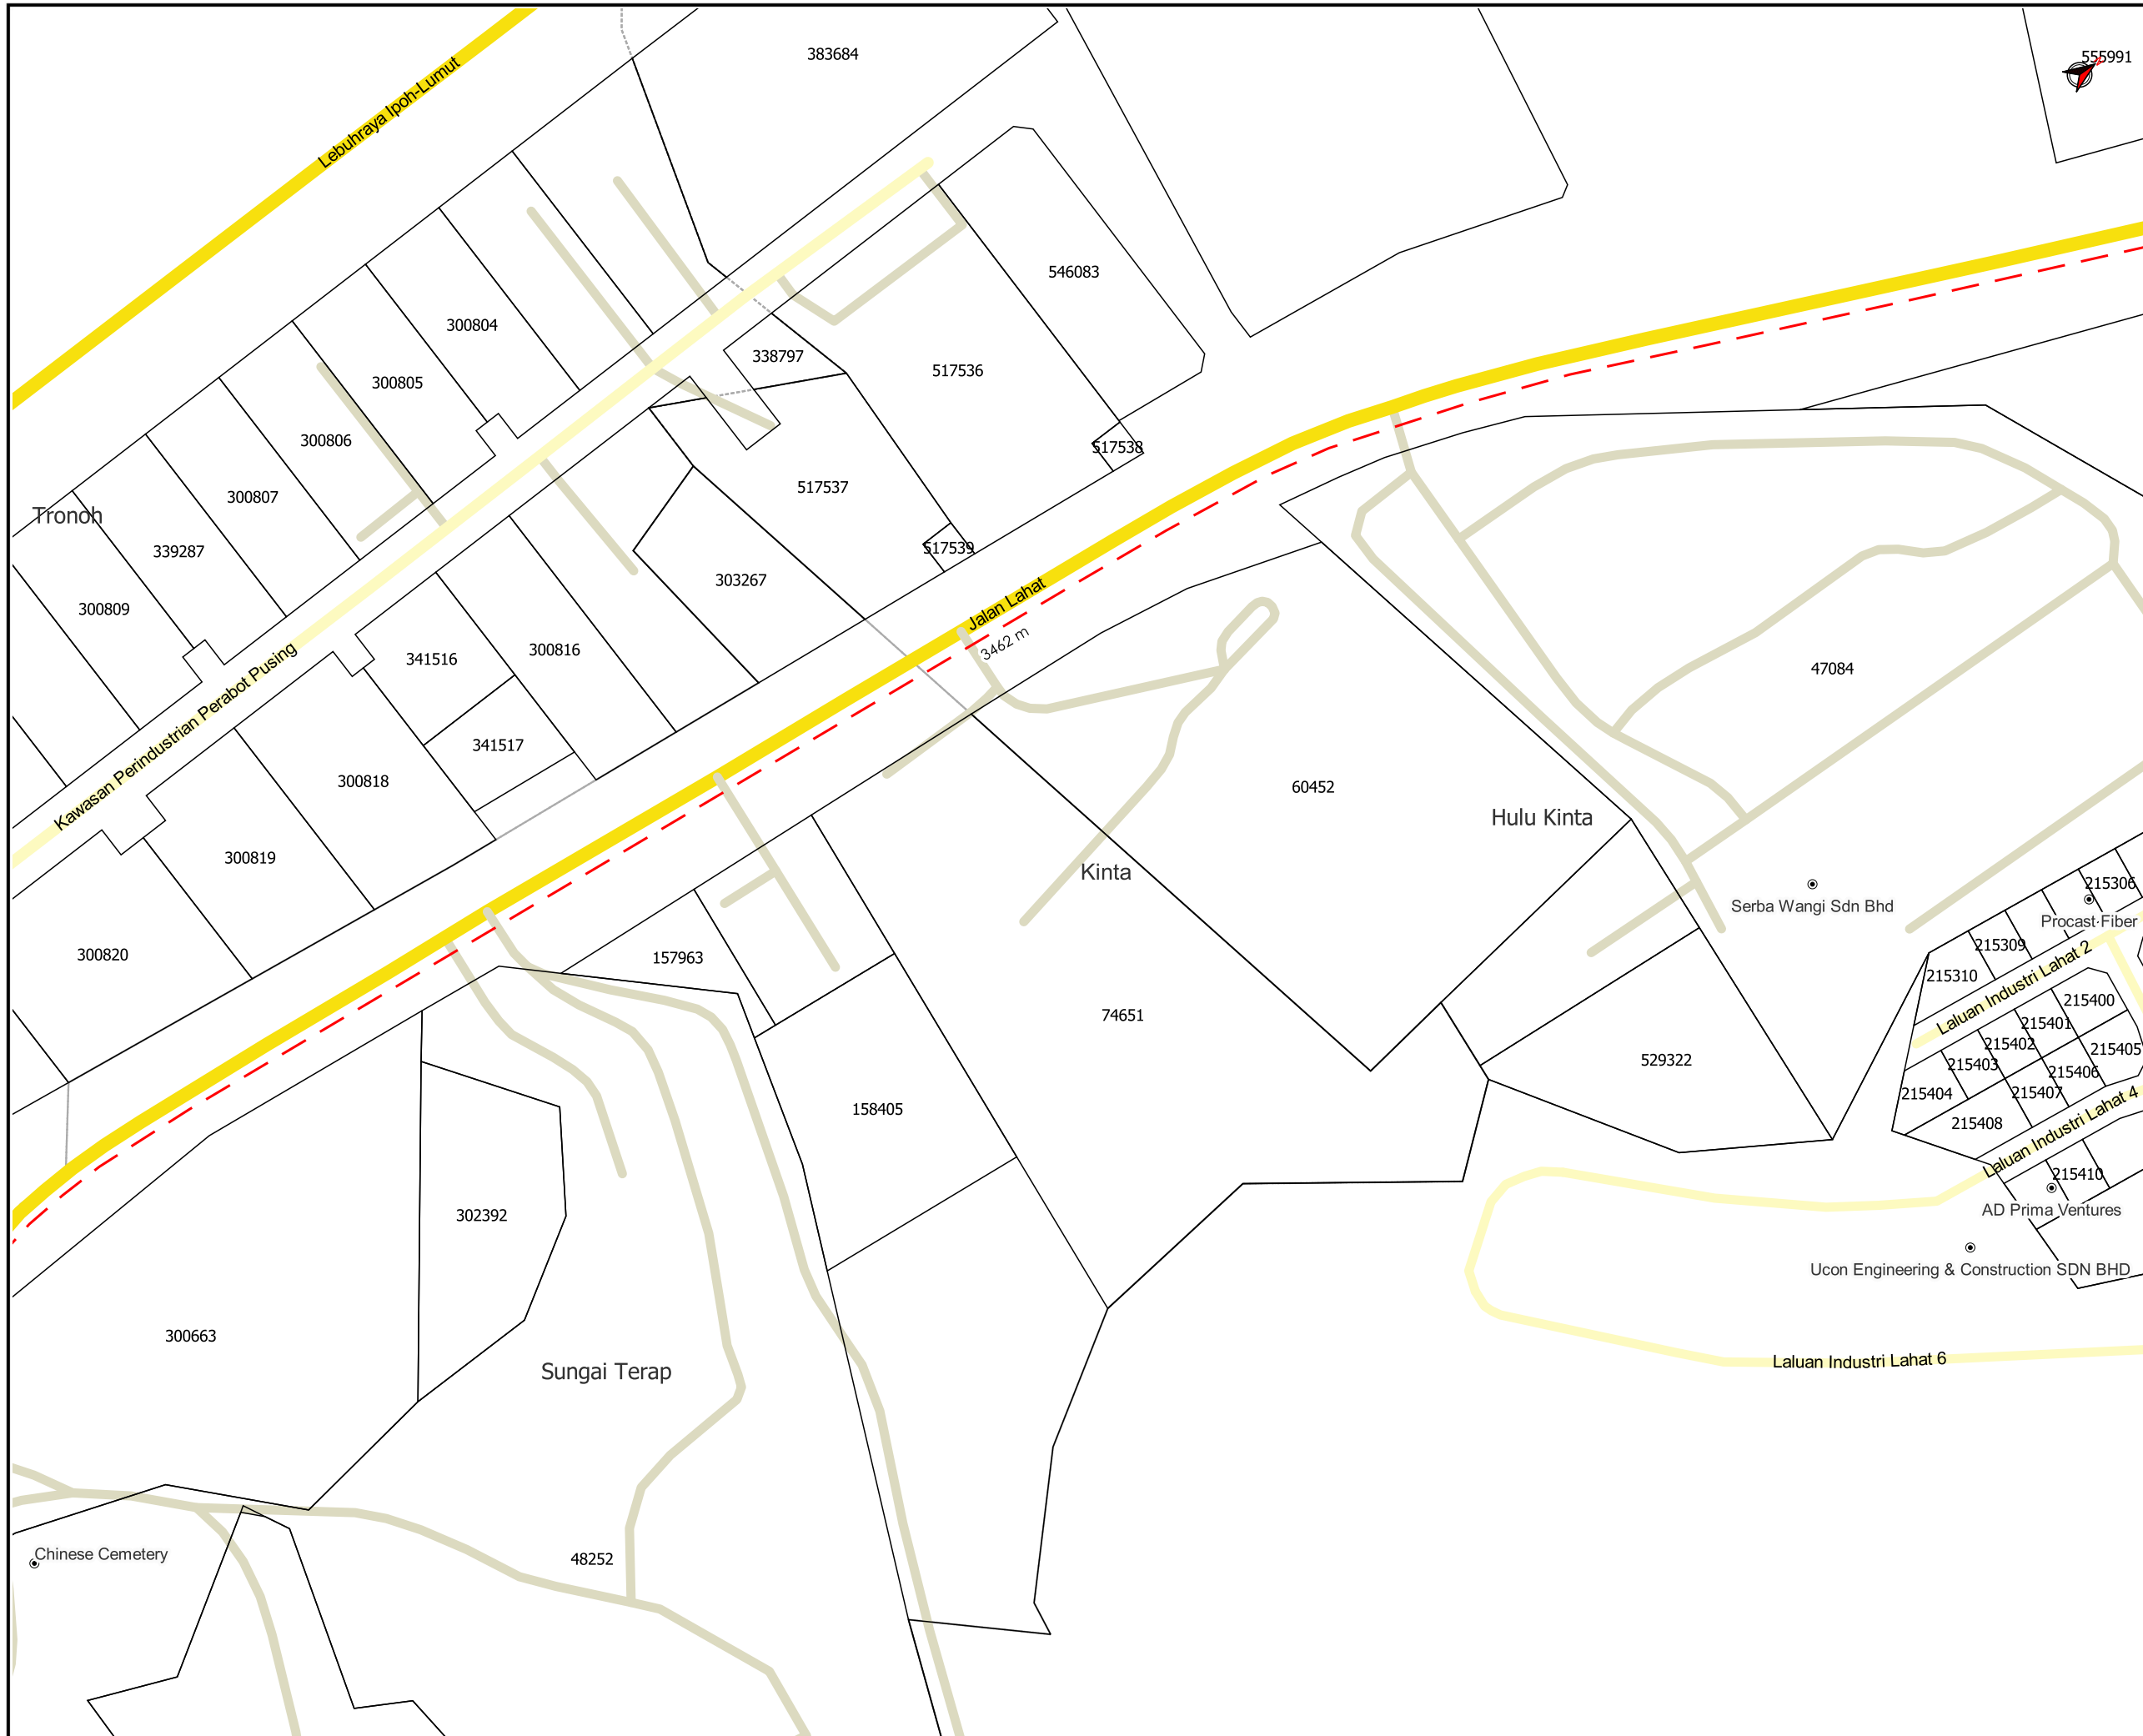 383684
555991
Lebuhraya Ipoh-Lumut
546083
300804
338797
517536
300805
300806
517538
517537
300807
Tronoh
339287
517539
303267
Jalan Lahat
3462 m
300809
341516
300816
47084
Kawasan Perindustrian Perabot Pusing
341517
300818
60452
Hulu Kinta
300819
Kinta
215306
Serba Wangi Sdn Bhd
Procast Fiber
300820
157963
215309
215310
Laluan Industri Lahat 2
215400
74651
215401
215402
215405
529322
215403
215406
215404
215407
158405
215408
Laluan Industri Lahat 4
215410
302392
AD Prima Ventures
Ucon Engineering & Construction SDN BHD
300663
Laluan Industri Lahat 6
Sungai Terap
Chinese Cemetery
48252